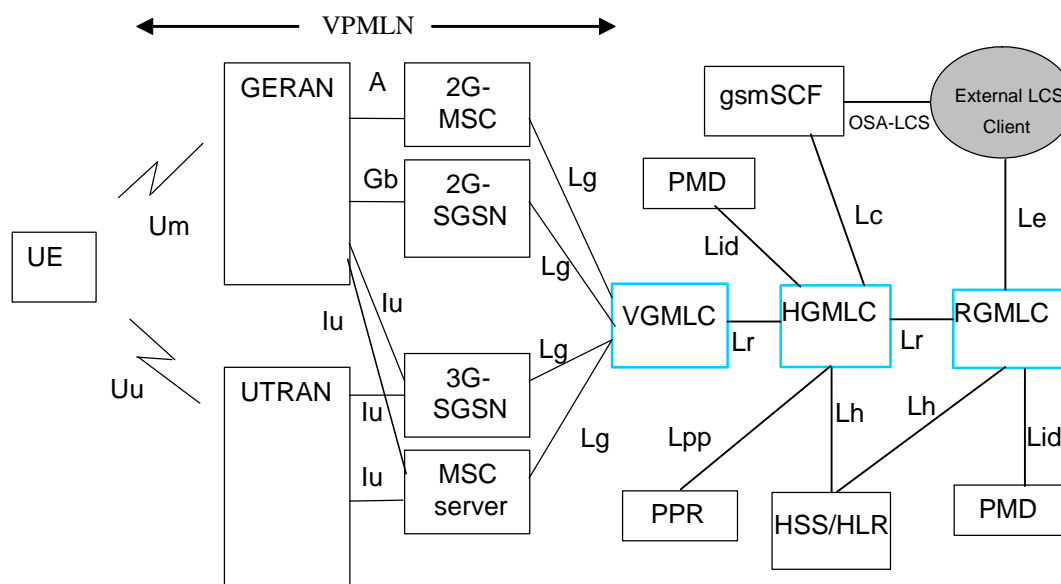 VPMLN
GERAN
A
2G-
MSC
gsmSCF
OSA-LCS
External LCS
Client
Gb
2G-
SGSN
Lg
PMD
Lc
Le
Um
Lid
UE
Lg
Iu
Iu
VGMLC
Lr
HGMLC
Lr
RGMLC
Uu
UTRAN
Iu
3G-
SGSN
Lg
Lg
Lpp
Lh
Lh
Lid
Iu
MSC
server
PPR
HSS/HLR
PMD